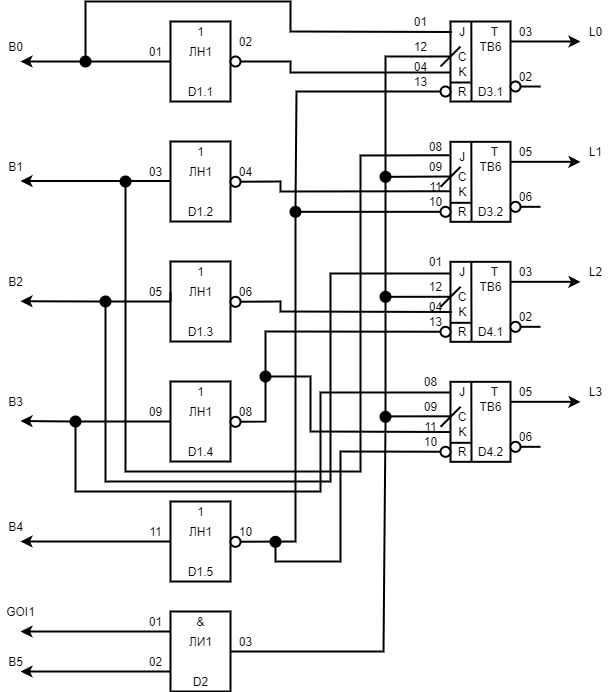 01 L0
1 J T 03
B0 01 ЛН1 02 12 C ТВ6
04 K 02
D1.1 13 R D3.1
1 08 J T 05 L1
B1 03 ЛН1 04 09 C ТВ6
11 K 06
D1.2 10 R D3.2
1 01 J T 03 L2
B2 05 ЛН1 06 12 C ТВ6
04 K 02
D1.3 13 R D4.1
1 08 J T 05 L3
B3 09 ЛН1 08 09 C ТВ6
11 K 06
D1.4 10 R D4.2
1
B4 11 ЛН1 10
D1.5
GOI1 01 &
ЛИ1 03
B5 02 D2